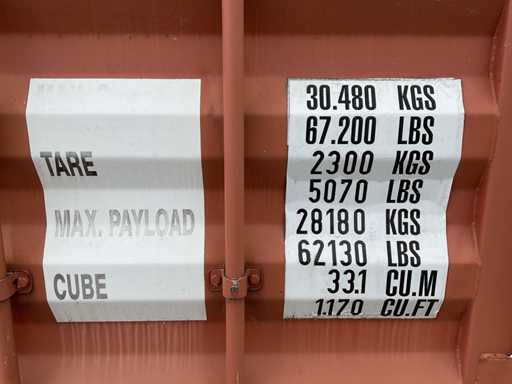 30.480 KGS
67.200 LBS
TARE 2300 KGS
5070 LBS
MAX. PAYLOAD 28180 KGS
62130 LBS
CUBE 33.1 CU.M
1.170 CU.FT